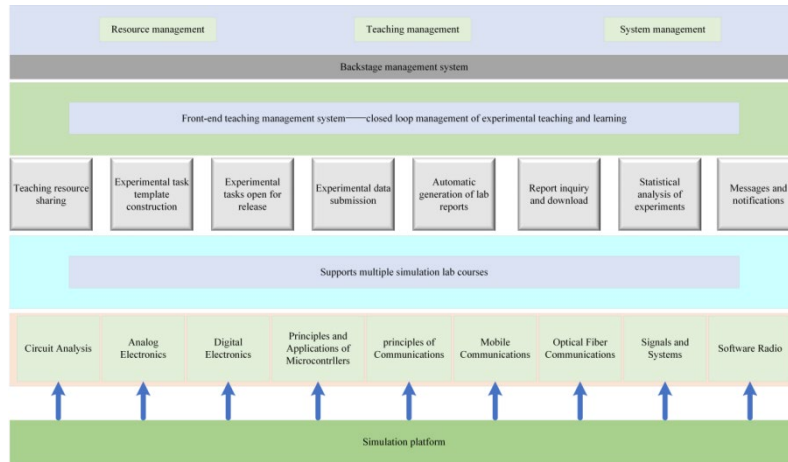 Resource management
Teaching management
System management
Backstage management system
Front-end teaching management system——closed loop management of experimental teaching and learning
Teaching resource
sharing
Experimental task
template
construction
Experimental
tasks open for
release
Experimental data
submission
Automatic
generation of lab
reports
Report inquiry
and download
Statistical
analysis of
experiments
Messages and
notifications
Supports multiple simulation lab courses
Circuit Analysis
Analog
Electronics
Digital
Electronics
Principles and
Applications of
Microcontrllers
principles of
Communications
Mobile
Communications
Optical Fiber
Communications
Signals and
Systems
Software Radio
Simulation platform